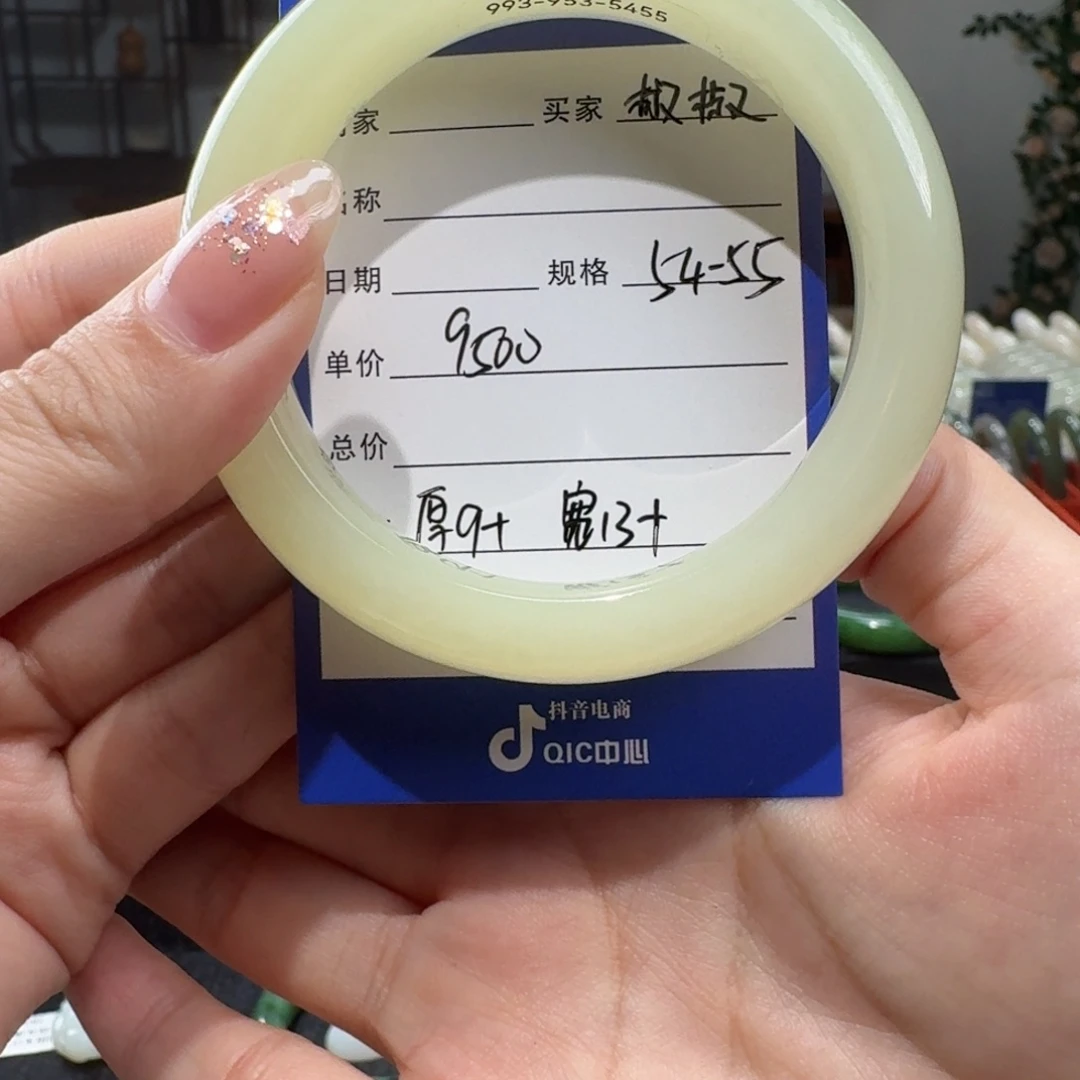 993-953-5455
家 买家 椒椒
名称
日期 规格 54-55
单价 9500
总价
厚9+ 宽13+
抖音电商
QIC中心